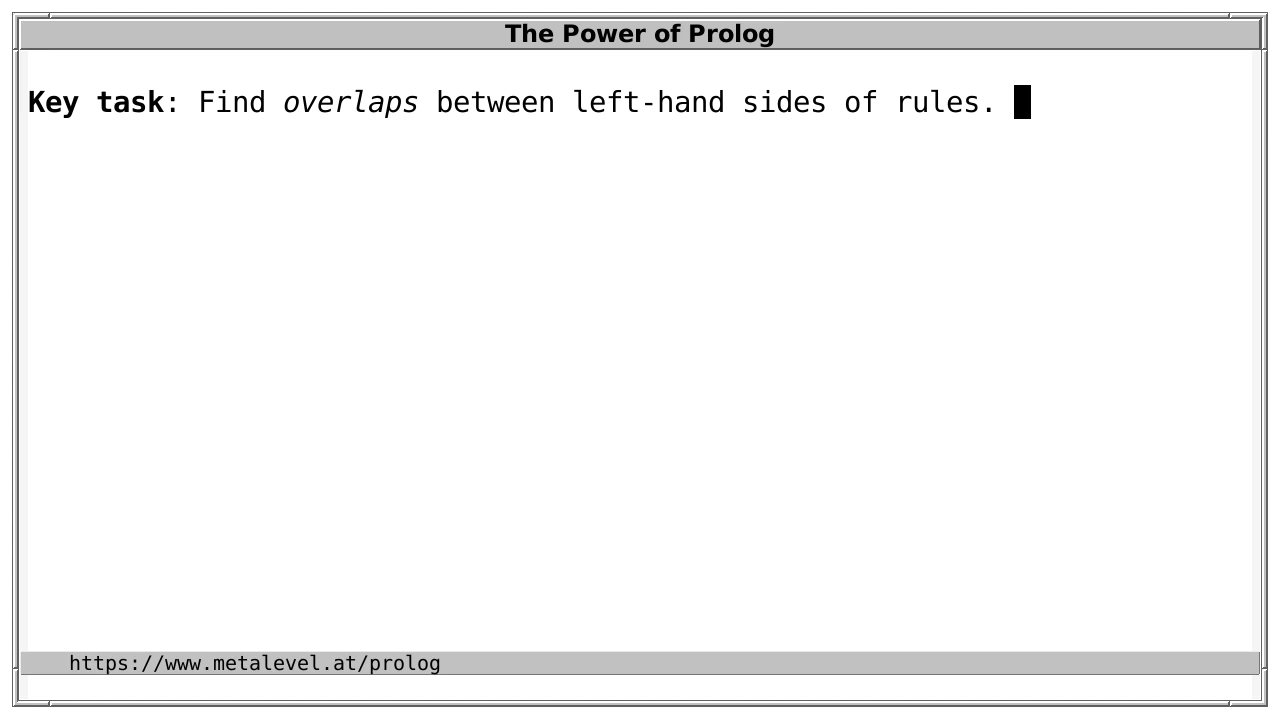 The Power of Prolog
Key task: Find overlaps between left-hand sides of rules.
https://www.metalevel.at/prolog